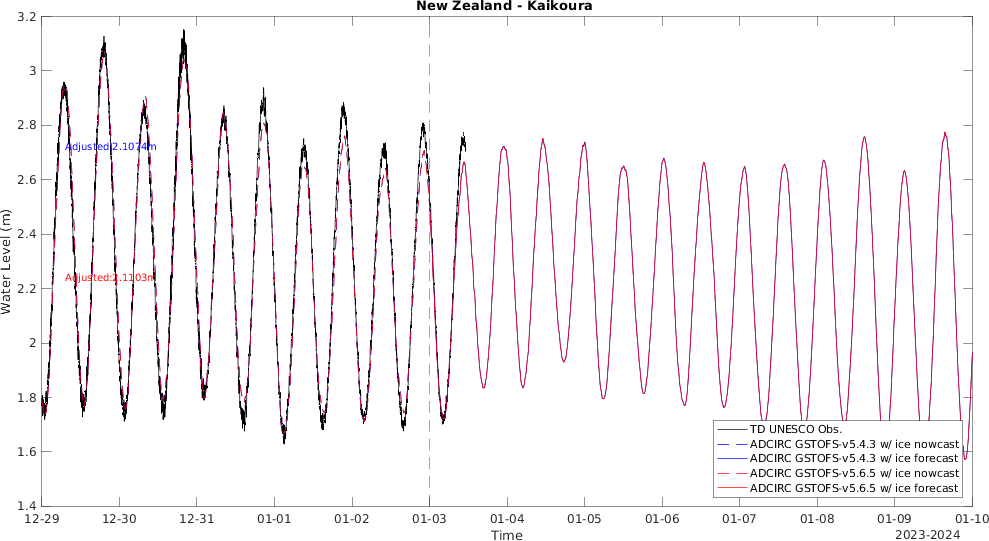 New Zealand - Kaikoura
3.2
3
2.8
2.6
2.4
2.2
2
1.8
1.6
1.4
Water Level (m)
Adjusted:2.1074m
Adjusted:2.1103m
TD UNESCO Obs.
ADCIRC GSTOFS-v5.4.3 w/ ice nowcast
ADCIRC GSTOFS-v5.4.3 w/ ice forecast
ADCIRC GSTOFS-v5.6.5 w/ ice nowcast
ADCIRC GSTOFS-v5.6.5 w/ ice forecast
12-29 12-30 12-31 01-01 01-02 01-03 01-04 01-05 01-06 01-07 01-08 01-09 01-10
Time
2023-2024